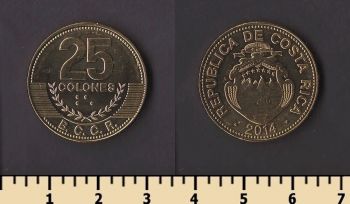 25
COLONES
B.C.C.R.
REPUBLICA DE COSTA RICA
2014
1 2 3 4 5 6 7